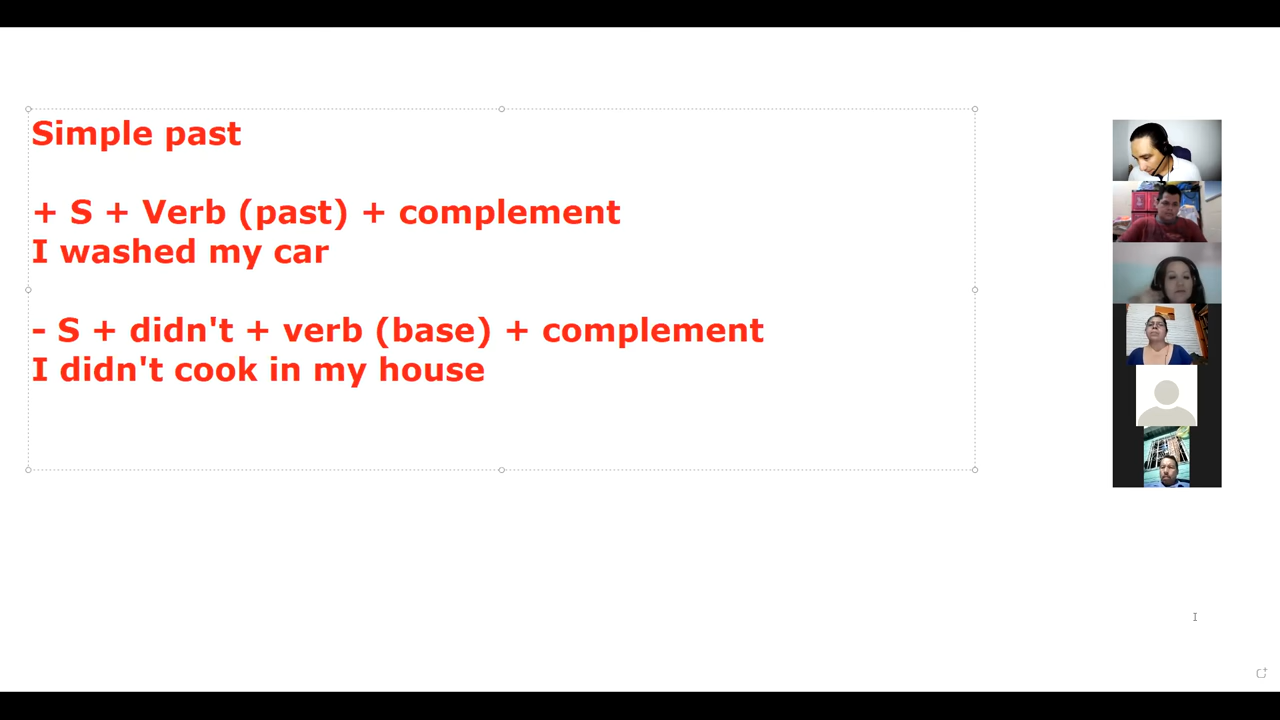 Simple past
+ S + Verb (past) + complement
I washed my car
- S + didn't + verb (base) + complement
I didn't cook in my house